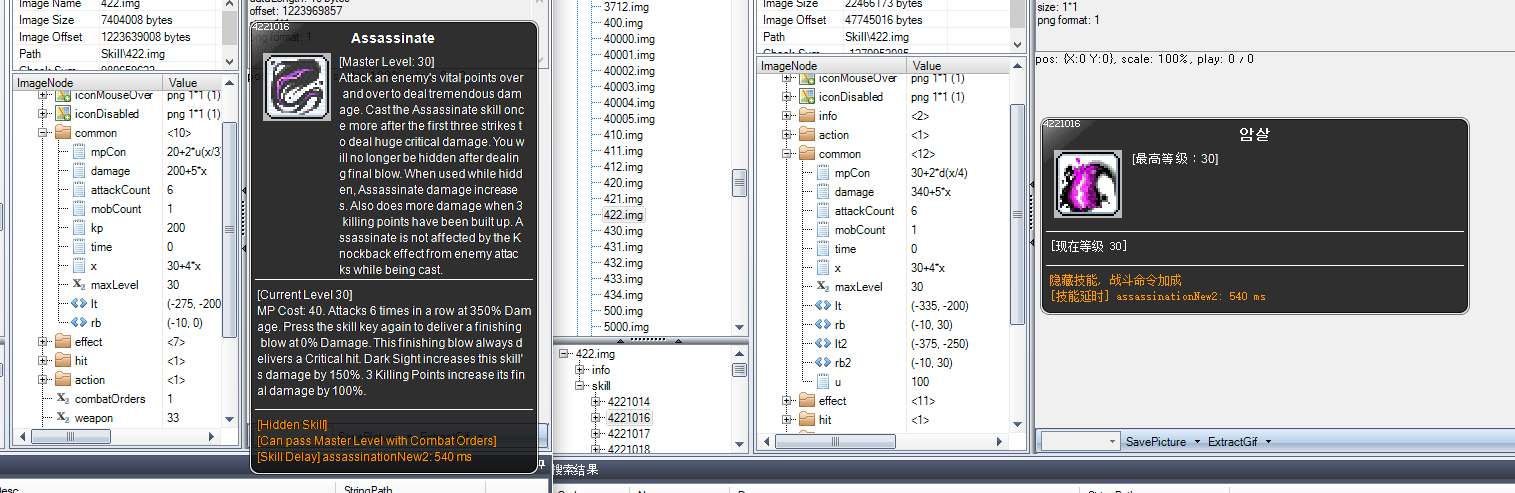 Image Name 422.img
Image Size 7404008 bytes
Image Offset 1223639008 bytes
Path Skill\422.img
ImageNode Value
iconMouseOver png 1*1 (1)
iconDisabled png 1*1 (1)
common <10>
mpCon 20+2*u(x/3)
damage 200+5*x
attackCount 6
mobCount 1
kp 200
time 0
x 30+4*x
maxLevel 30
lt (-275, -200
rb (-10, 0)
effect <7>
hit <1>
action <1>
combatOrders 1
weapon 33
offset: 1223969857
4221016
Assassinate
[Master Level: 30]
Attack an enemy's vital points over
and over to deal tremendous dam
age. Cast the Assassinate skill onc
e more after the first three strikes t
o deal huge critical damage. You w
ill no longer be hidden after dealin
g final blow. When used while hidd
en, Assassinate damage increase
s. Also does more damage when 3
killing points have been built up. A
ssassinate is not affected by the K
nockback effect from enemy attac
ks while being cast.
[Current Level 30]
MP Cost: 40. Attacks 6 times in a row at 350% Dam
age. Press the skill key again to deliver a finishing
blow at 0% Damage. This finishing blow always d
elivers a Critical hit. Dark Sight increases this skill'
s damage by 150%. 3 Killing Points increase its fin
al damage by 100%.
[Hidden Skill]
[Can pass Master Level with Combat Orders]
[Skill Delay] assassinationNew2: 540 ms
StringPath
3712.img
400.img
40000.img
40001.img
40002.img
40003.img
40004.img
40005.img
410.img
411.img
412.img
420.img
421.img
422.img
430.img
431.img
432.img
433.img
434.img
500.img
5000.img
422.img
info
skill
4221014
4221016
4221017
4221018
搜索结果
Image Size 22466173 bytes
Image Offset 47745016 bytes
Path Skill\422.img
ImageNode Value
iconMouseOver png 1*1 (1)
iconDisabled png 1*1 (1)
info <2>
action <1>
common <12>
mpCon 30+2*d(x/4)
damage 340+5*x
attackCount 6
mobCount 1
time 0
x 30+4*x
maxLevel 30
lt (-335, -200)
rb (-10, 30)
lt2 (-375, -250)
rb2 (-10, 30)
u 100
effect <11>
hit <1>
size: 1*1
png format: 1
pos: {X:0 Y:0}, scale: 100%, play: 0 / 0
4221016
암살
[最高等级：30]
[现在等级 30]
隐藏技能, 战斗命令加成
[技能延时] assassinationNew2: 540 ms
SavePicture ExtractGif